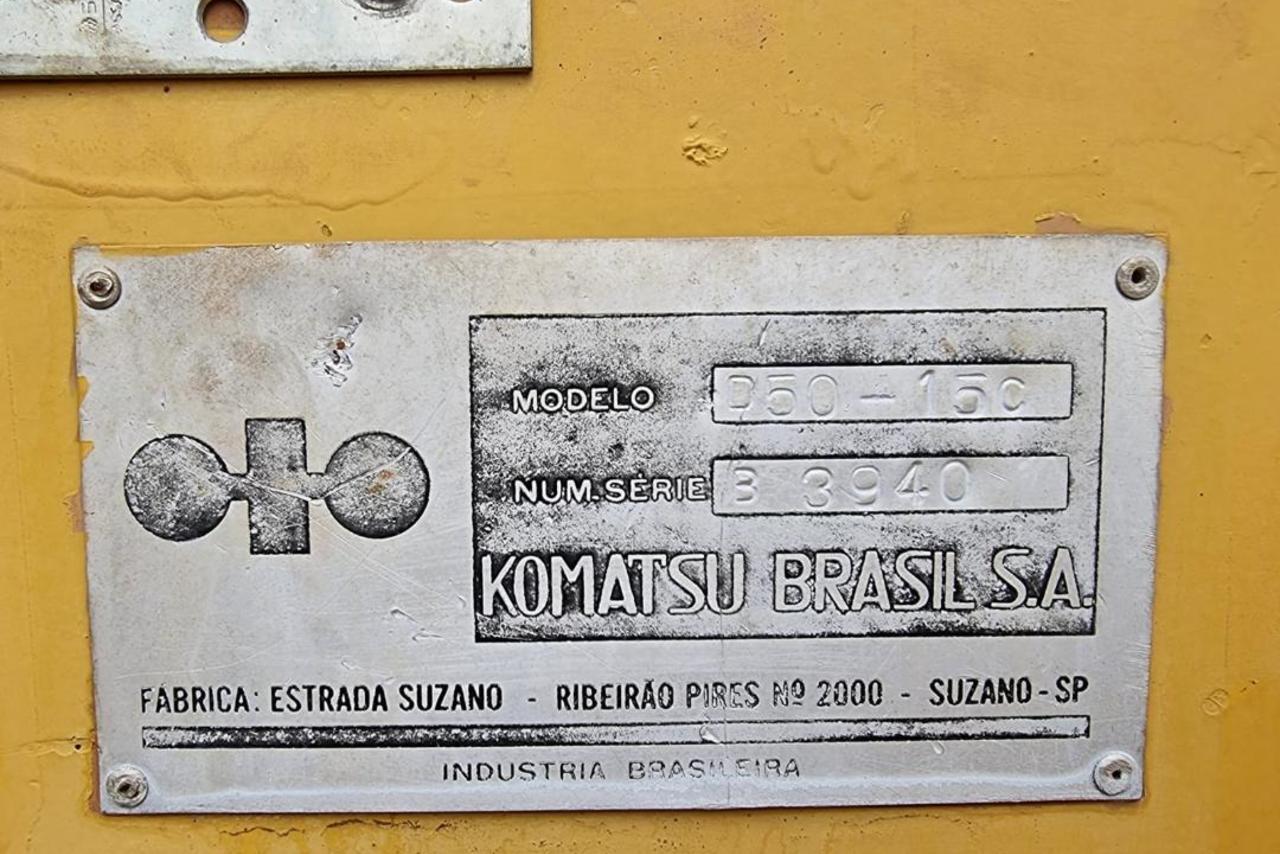 MODELO D50-15C
NUM. SÉRIE B 3940
KOMATSU BRASIL S.A.
FÁBRICA: ESTRADA SUZANO - RIBEIRÃO PIRES Nº 2000 - SUZANO-SP
INDUSTRIA BRASILEIRA